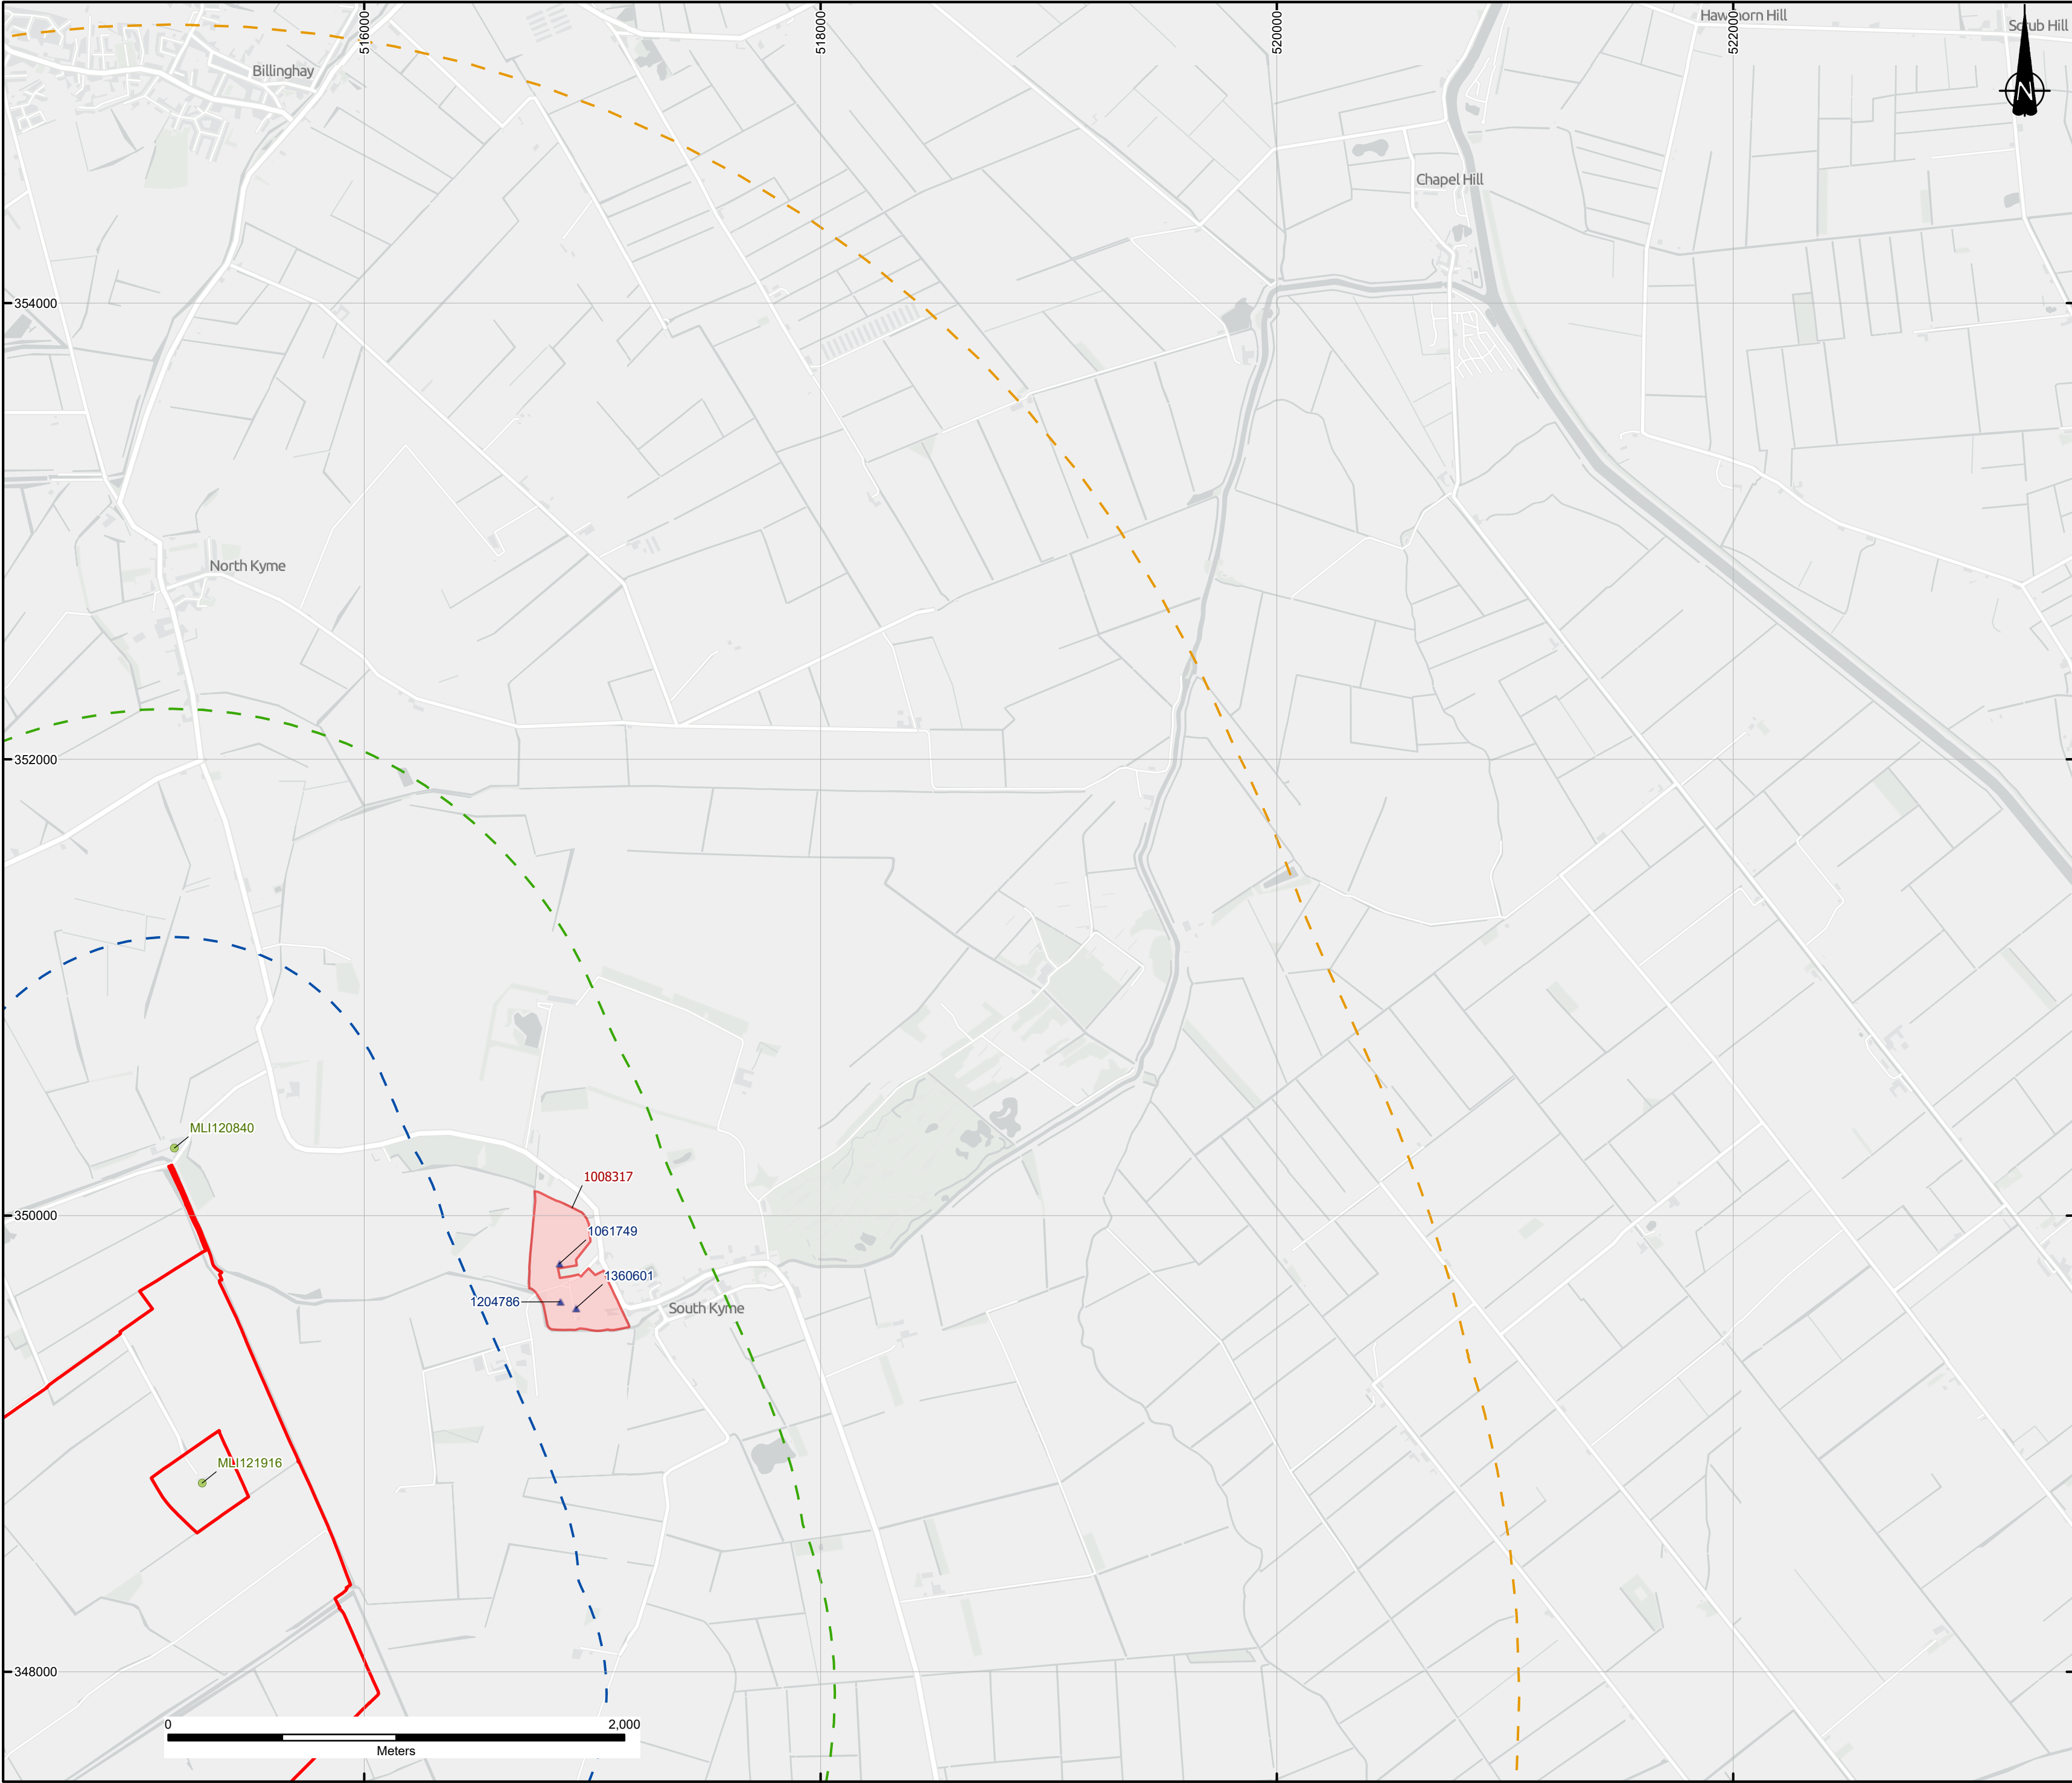 516000
518000
520000
522000
Hawthorn Hill
Scrub Hill
Billinghay
N
Chapel Hill
354000
North Kyme
352000
MLI120840
1008317
350000
1061749
1360601
1204786
South Kyme
MLI121916
348000
0 2,000
Meters